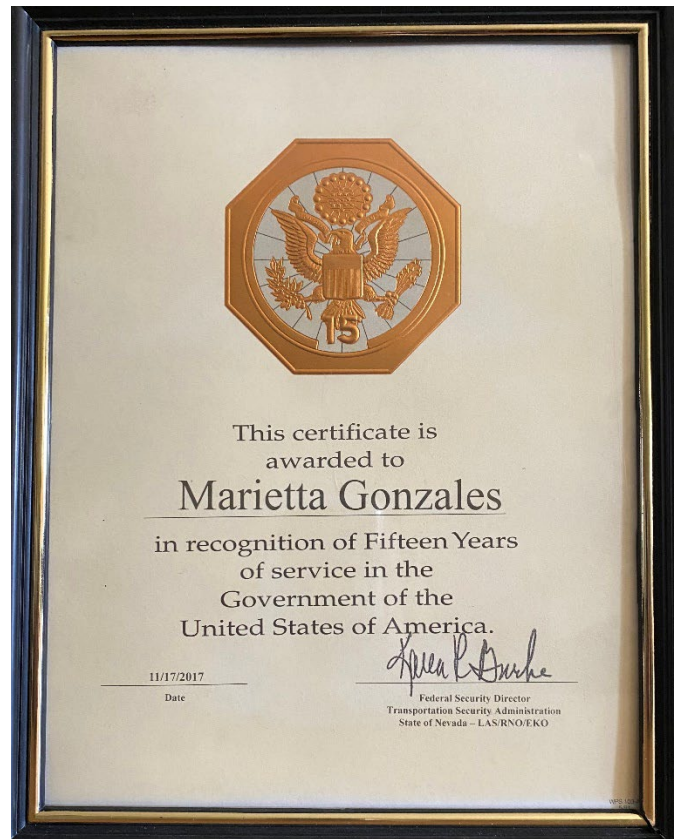 15
This certificate is
awarded to
Marietta Gonzales
in recognition of Fifteen Years
of service in the
Government of the
United States of America.
Karen P Burke
11/17/2017
Date
Federal Security Director
Transportation Security Administration
State of Nevada – LAS/RNO/EKO